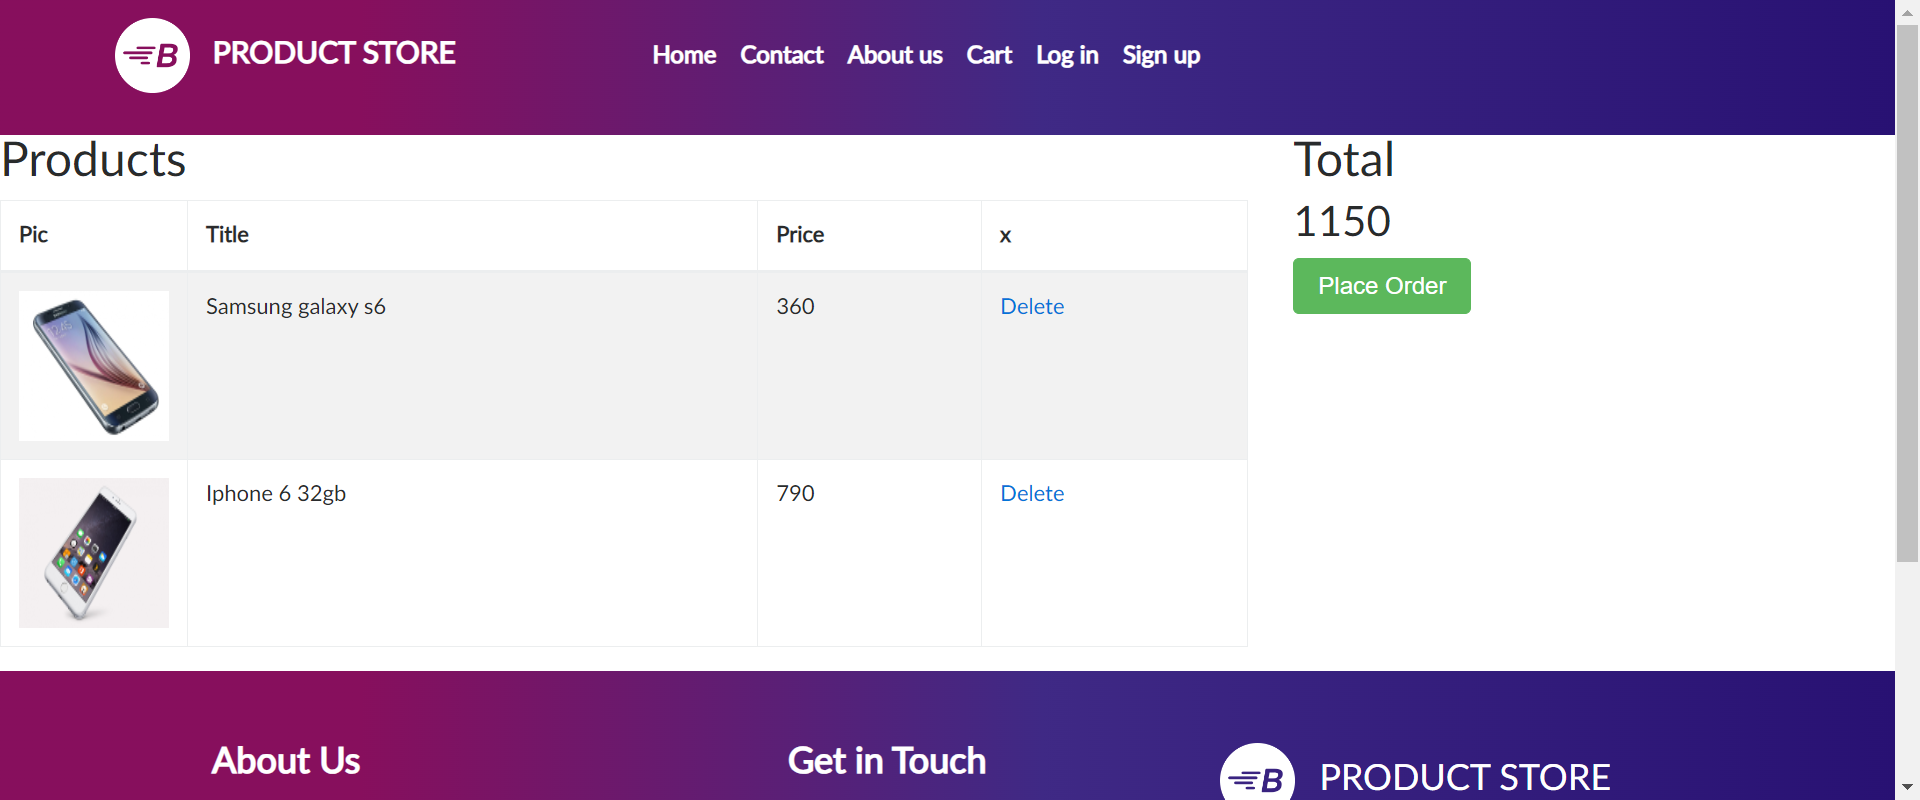 B PRODUCT STORE
Home Contact About us Cart Log in Sign up
Products
Pic Title Price x
Samsung galaxy s6 360 Delete
Iphone 6 32gb 790 Delete
Total
1150
Place Order
About Us
Get in Touch
B PRODUCT STORE